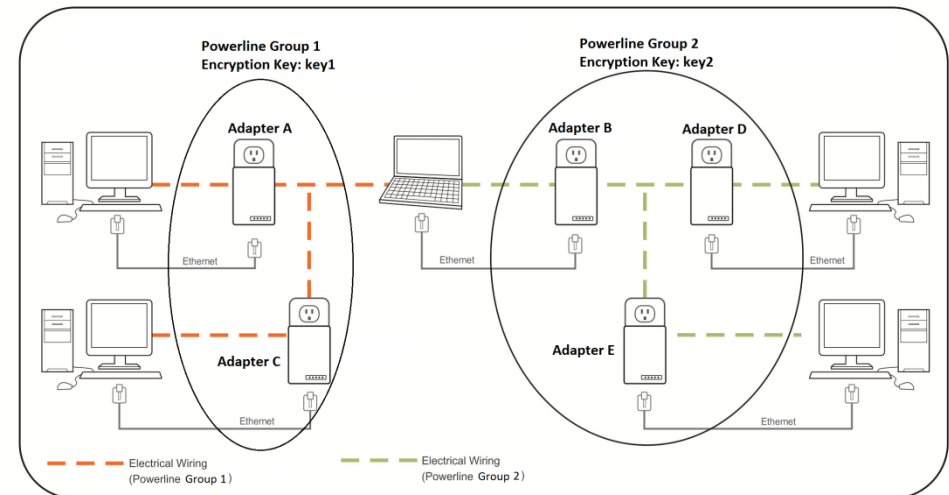 Powerline Group 1
Encryption Key: key1
Powerline Group 2
Encryption Key: key2
Adapter A
Adapter B
Adapter D
Ethernet
Ethernet
Ethernet
Adapter C
Adapter E
Ethernet
Ethernet
Electrical Wiring
(Powerline Group 1)
Electrical Wiring
(Powerline Group 2)